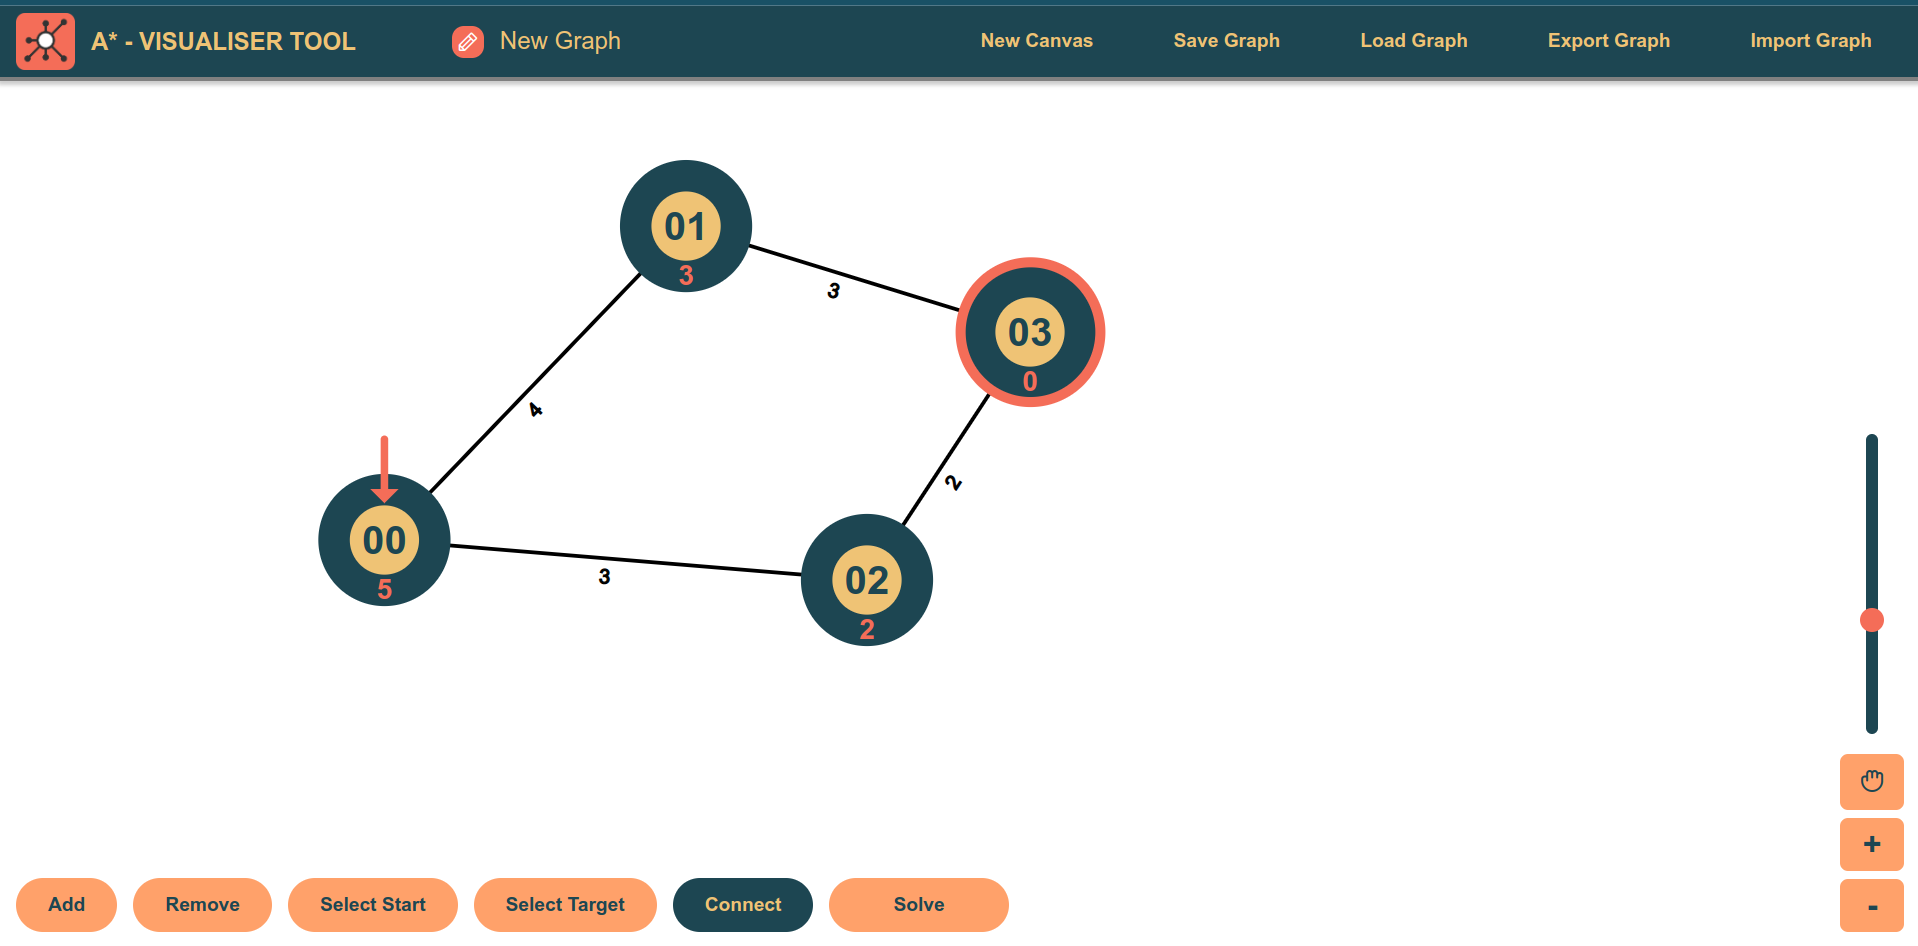 A* - VISUALISER TOOL
New Graph
New Canvas
Save Graph
Load Graph
Export Graph
Import Graph
01
3
3
03
0
4
2
00
5
3
02
2
+
-
Add
Remove
Select Start
Select Target
Connect
Solve